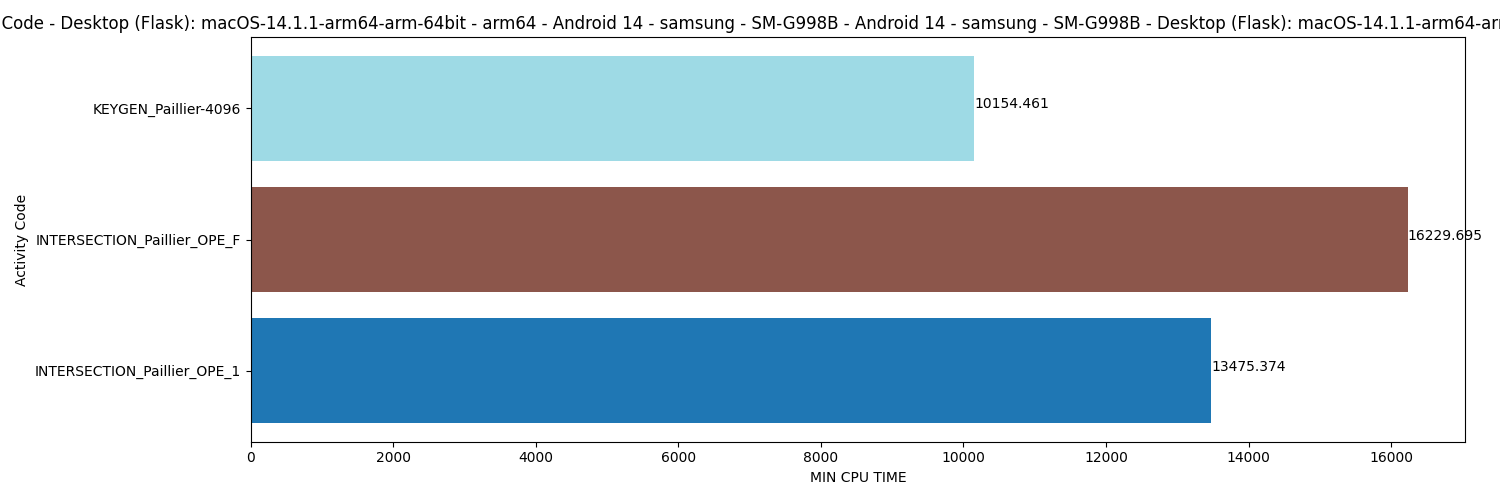 Code - Desktop (Flask): macOS-14.1.1-arm64-arm-64bit - arm64 - Android 14 - samsung - SM-G998B - Android 14 - samsung - SM-G998B - Desktop (Flask): macOS-14.1.1-arm64-ar
KEYGEN_Paillier-4096
10154.461
INTERSECTION_Paillier_OPE_F
16229.695
INTERSECTION_Paillier_OPE_1
13475.374
Activity Code
0 2000 4000 6000 8000 10000 12000 14000 16000
MIN CPU TIME